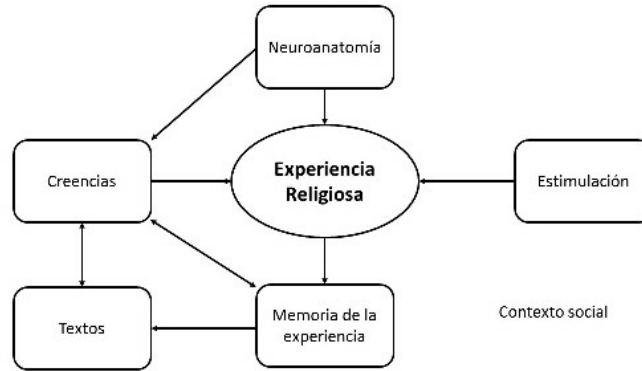 Neuroanatomía
Creencias
Experiencia
Religiosa
Estimulación
Textos
Memoria de la
experiencia
Contexto social